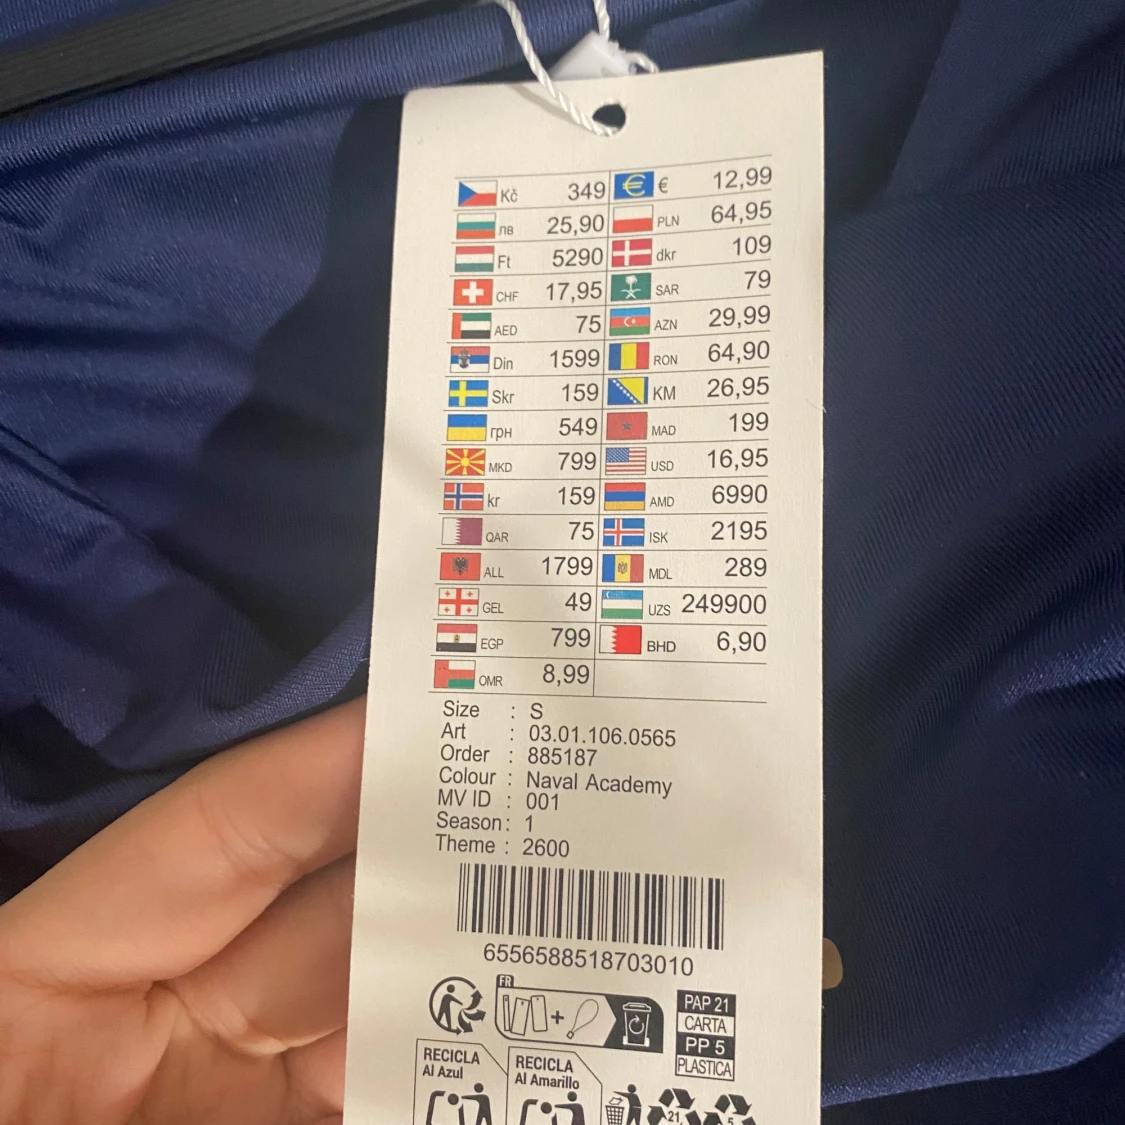 Kč 349 € 12,99
лв 25,90 PLN 64,95
Ft 5290 dkr 109
CHF 17,95 SAR 79
AED 75 AZN 29,99
Din 1599 RON 64,90
Skr 159 KM 26,95
грн 549 MAD 199
MKD 799 USD 16,95
kr 159 AMD 6990
QAR 75 ISK 2195
ALL 1799 MDL 289
GEL 49 UZS 249900
EGP 799 BHD 6,90
OMR 8,99
Size : S
Art : 03.01.106.0565
Order : 885187
Colour : Naval Academy
MV ID : 001
Season : 1
Theme : 2600
6556588518703010
FR
+
PAP 21
CARTA
PP 5
PLASTICA
RECICLA
Al Azul
RECICLA
Al Amarillo
21
5